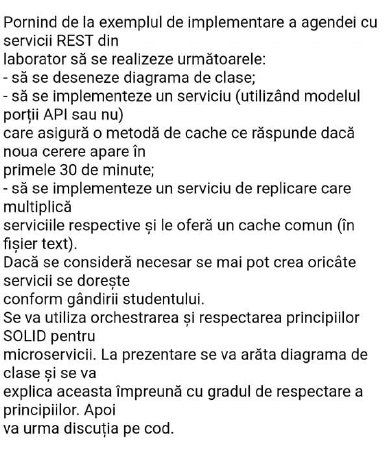 Pornind de la exemplul de implementare a agendei cu
servicii REST din
laborator să se realizeze următoarele:
- să se deseneze diagrama de clase;
- să se implementeze un serviciu (utilizând modelul
porții API sau nu)
care asigură o metodă de cache ce răspunde dacă
noua cerere apare în
primele 30 de minute;
- să se implementeze un serviciu de replicare care
multiplică
serviciile respective și le oferă un cache comun (în
fișier text).
Dacă se consideră necesar se mai pot crea oricâte
servicii se dorește
conform gândirii studentului.
Se va utiliza orchestrarea și respectarea principiilor
SOLID pentru
microservicii. La prezentare se va arăta diagrama de
clase și se va
explica aceasta împreună cu gradul de respectare a
principiilor. Apoi
va urma discuția pe cod.